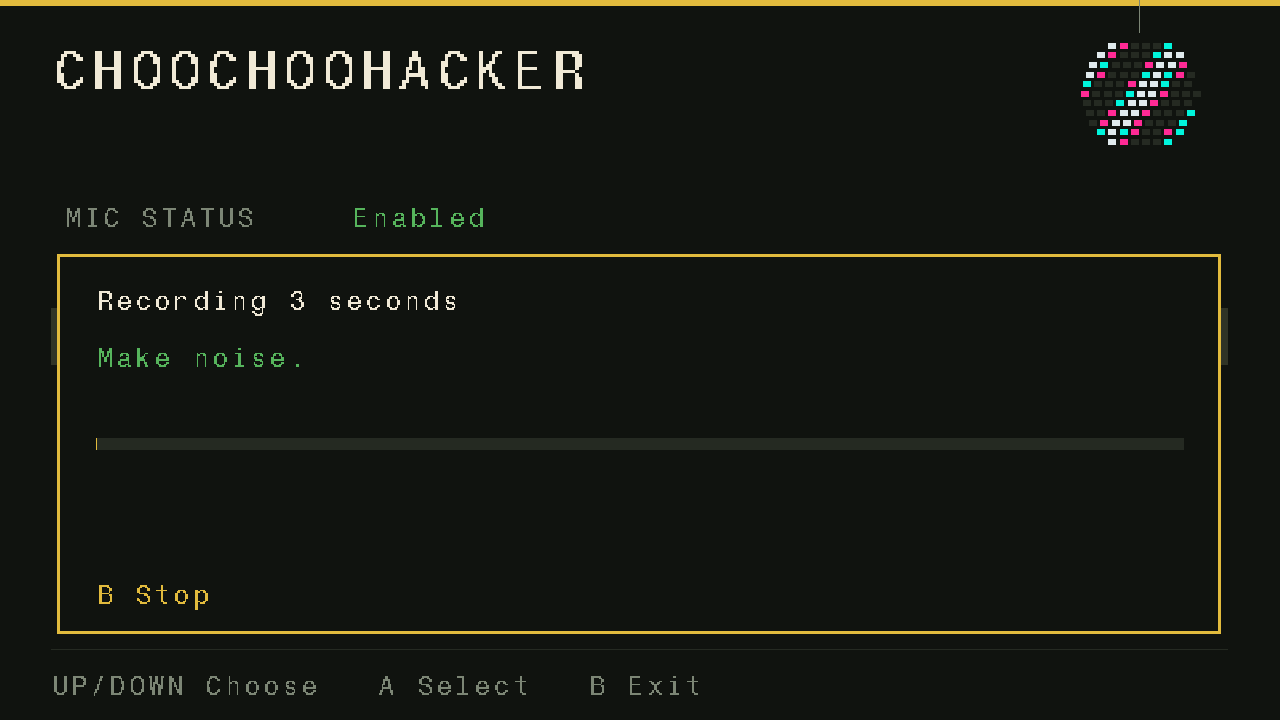 CHOOCHOOHACKER
MIC STATUS Enabled
Recording 3 seconds
Make noise.
B Stop
UP/DOWN Choose A Select B Exit